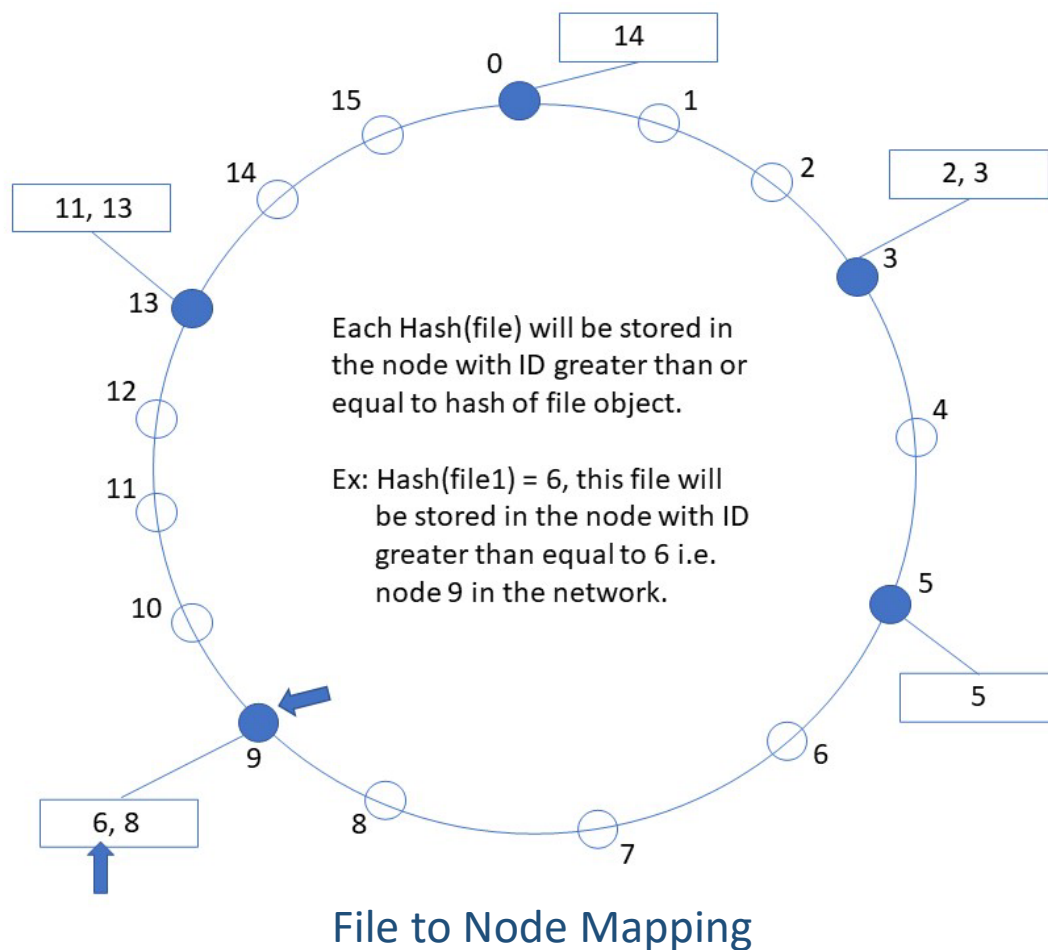 14
0
15
1
14
2
2, 3
11, 13
3
13
Each Hash(file) will be stored in
the node with ID greater than or
equal to hash of file object.
12
4
Ex: Hash(file1) = 6, this file will
11
be stored in the node with ID
greater than equal to 6 i.e.
node 9 in the network.
5
10
5
6
9
8
6, 8
7
File to Node Mapping